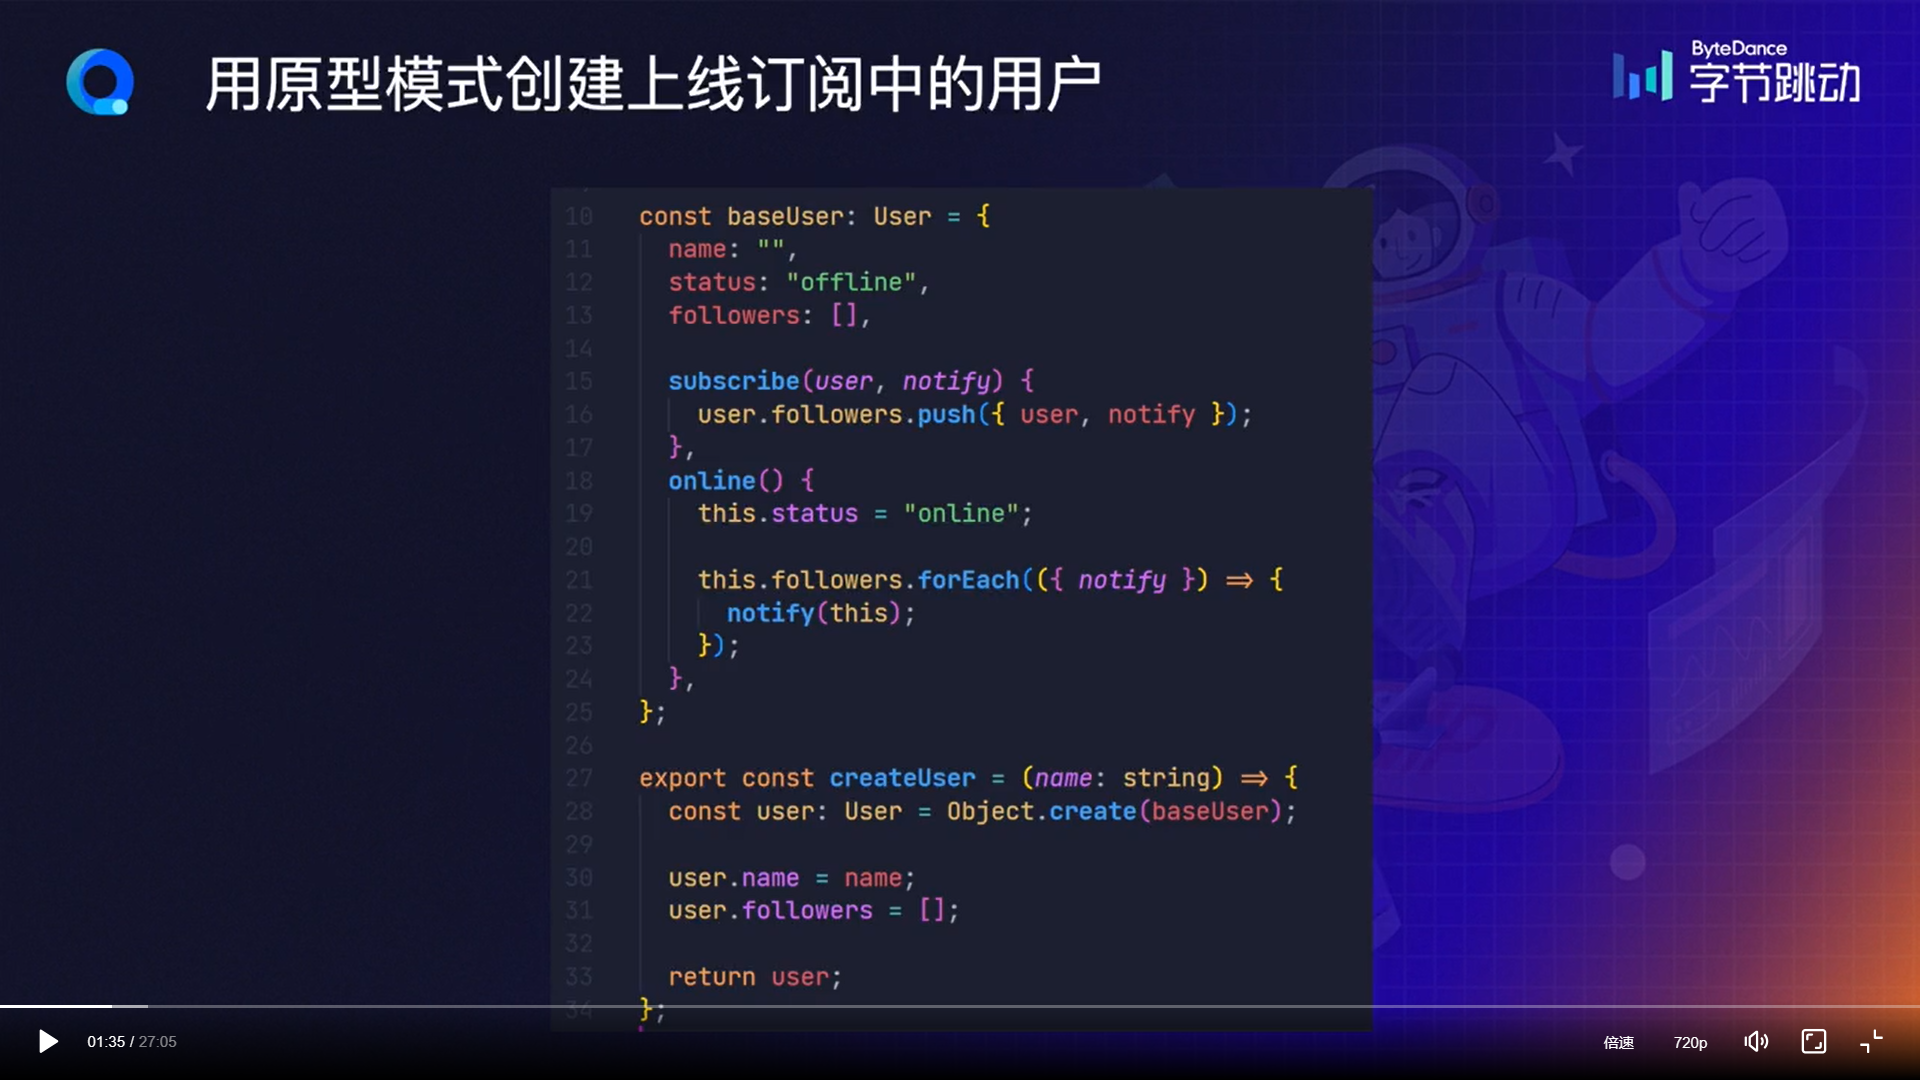 用原型模式创建上线订阅中的用户
ByteDance
字节跳动
10 const baseUser: User = {
11 name: "",
12 status: "offline",
13 followers: [],
14
15 subscribe(user, notify) {
16 user.followers.push({ user, notify });
17 },
18 online() {
19 this.status = "online";
20
21 this.followers.forEach(({ notify }) => {
22 notify(this);
23 });
24 },
25 };
26
27 export const createUser = (name: string) => {
28 const user: User = Object.create(baseUser);
29
30 user.name = name;
31 user.followers = [];
32
33 return user;
34 };
01:35 / 27:05
倍速
720p